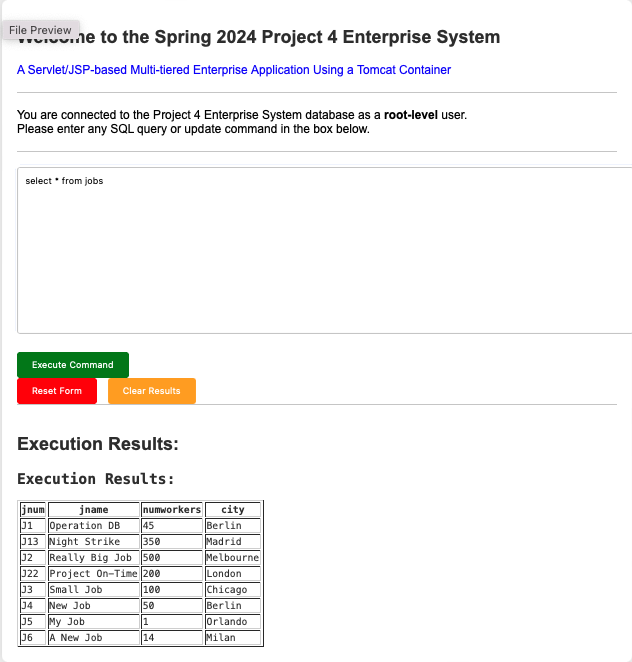 File Preview
Welcome to the Spring 2024 Project 4 Enterprise System
A Servlet/JSP-based Multi-tiered Enterprise Application Using a Tomcat Container
You are connected to the Project 4 Enterprise System database as a root-level user.
Please enter any SQL query or update command in the box below.
select * from jobs
Execute Command
Reset Form Clear Results
Execution Results:
Execution Results:
jnum jname numworkers city
J1 Operation DB 45 Berlin
J13 Night Strike 350 Madrid
J2 Really Big Job 500 Melbourne
J22 Project On-Time 200 London
J3 Small Job 100 Chicago
J4 New Job 50 Berlin
J5 My Job 1 Orlando
J6 A New Job 14 Milan